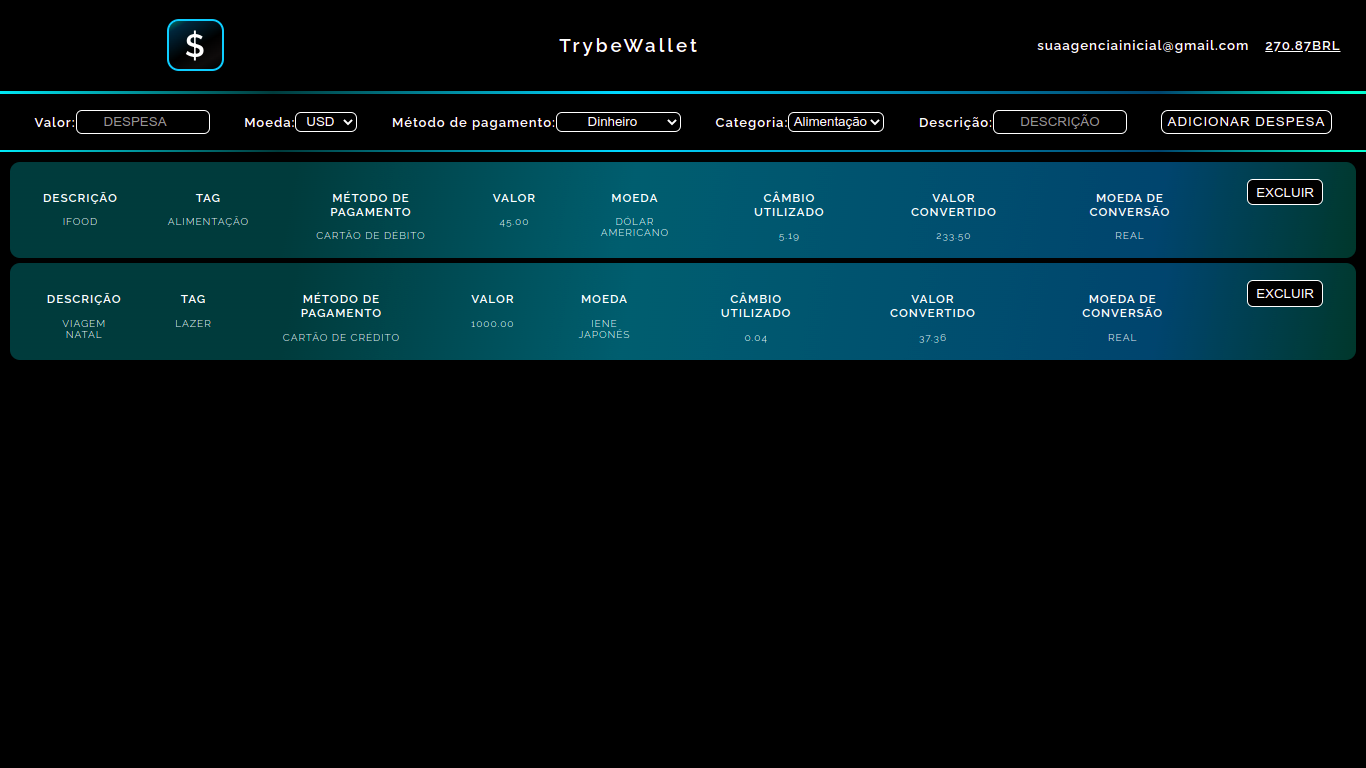 $
TrybeWallet
suaagenciainicial@gmail.com 270.87BRL
Valor: DESPESA Moeda: USD Método de pagamento: Dinheiro Categoria: Alimentação Descrição: DESCRIÇÃO ADICIONAR DESPESA
DESCRIÇÃO
IFOOD
TAG
ALIMENTAÇÃO
MÉTODO DE
PAGAMENTO
CARTÃO DE DÉBITO
VALOR
45.00
MOEDA
DÓLAR
AMERICANO
CÂMBIO
UTILIZADO
5.19
VALOR
CONVERTIDO
233.50
MOEDA DE
CONVERSÃO
REAL
EXCLUIR
DESCRIÇÃO
VIAGEM
NATAL
TAG
LAZER
MÉTODO DE
PAGAMENTO
CARTÃO DE CRÉDITO
VALOR
1000.00
MOEDA
IENE
JAPONÊS
CÂMBIO
UTILIZADO
0.04
VALOR
CONVERTIDO
37.36
MOEDA DE
CONVERSÃO
REAL
EXCLUIR